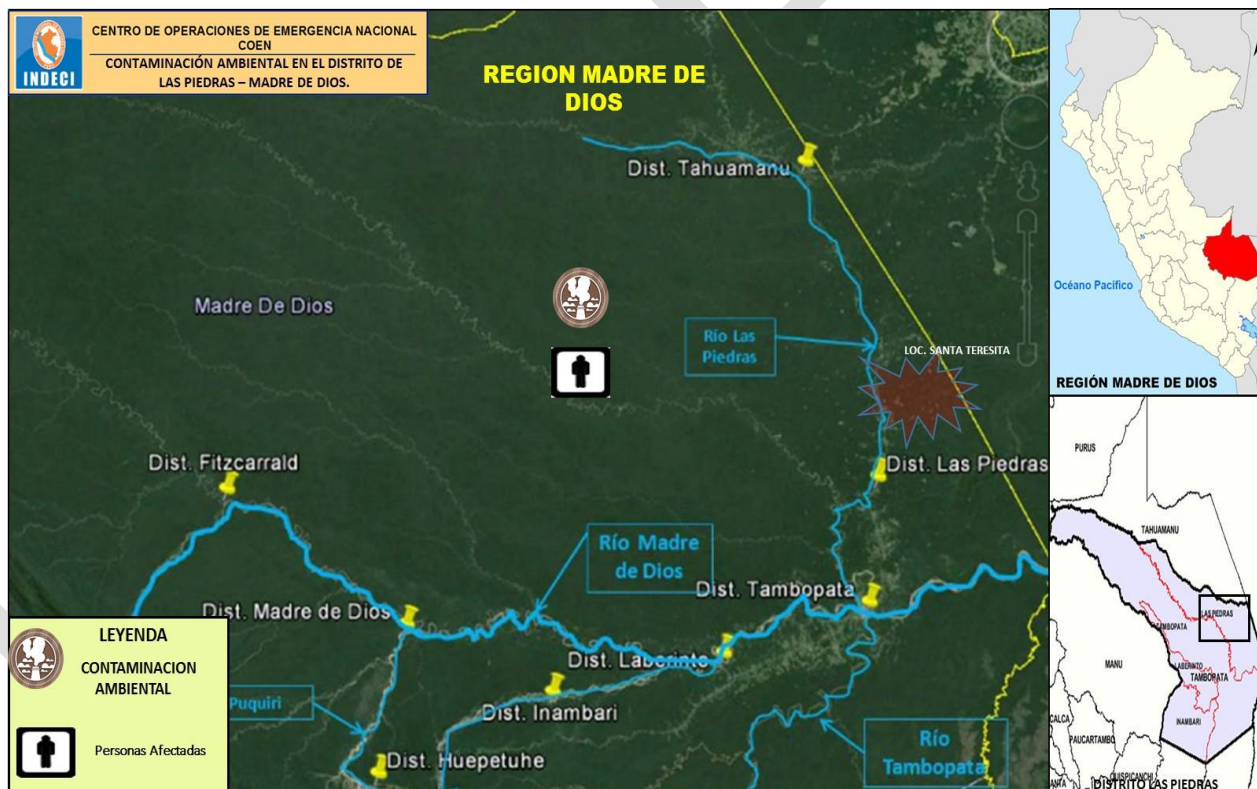 CENTRO DE OPERACIONES DE EMERGENCIA NACIONAL
COEN
CONTAMINACIÓN AMBIENTAL EN EL DISTRITO DE
LAS PIEDRAS – MADRE DE DIOS.
INDECI
REGION MADRE DE
DIOS
Dist. Tahuamanu
Madre De Dios
Río Las
Piedras
LOC. SANTA TERESITA
Dist. Fitzcarrald
Dist. Las Piedras
Río Madre
de Dios
Dist. Tambopata
Dist. Madre de Dios
Dist. Laberinto
Dist. Inambari
Puquiri
Dist. Huepetuhe
Río
Tambopata
LEYENDA
CONTAMINACION
AMBIENTAL
Personas Afectadas
Océano Pacífico
REGIÓN MADRE DE DIOS
PURUS
TAHUAMANU
LAS PIEDRAS
TAMBOPATA
LABERINTO
TAMBOPATA
MANU
INAMBARI
CALCA
PAUCARTAMBO
QUISPICANCHI
DISTRITO LAS PIEDRAS